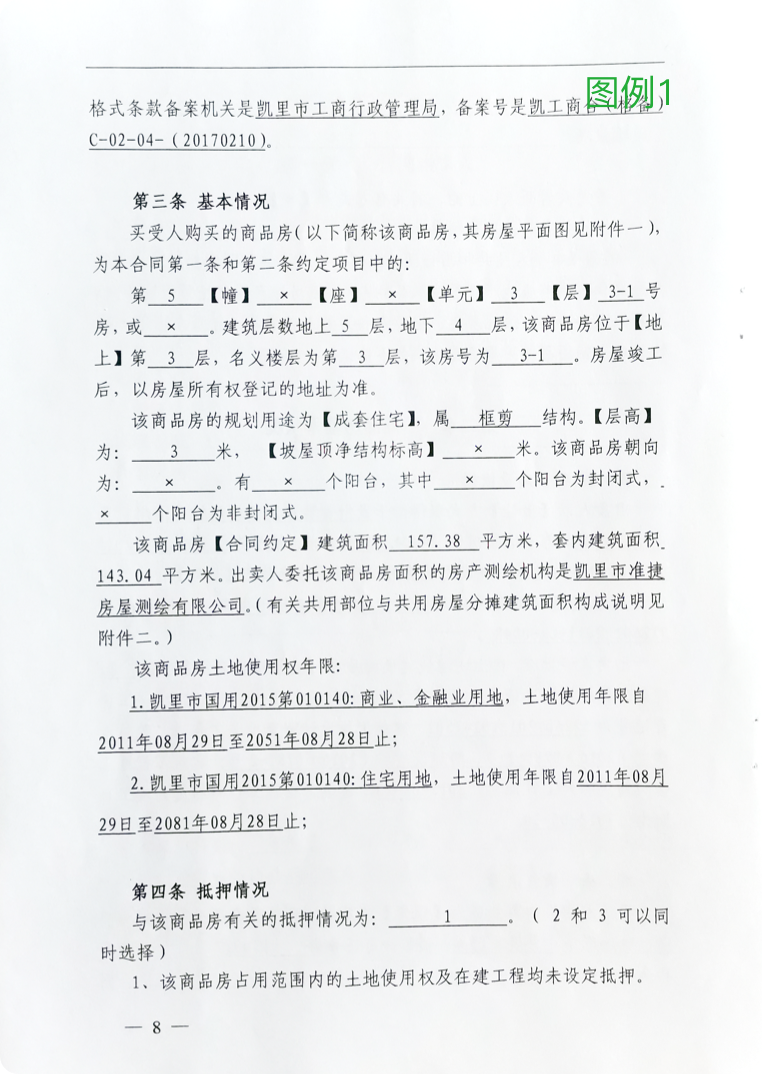 图例1
格式条款备案机关是凯里市工商行政管理局，备案号是凯工商合（格备）
C-02-04-（20170210）。
第三条 基本情况
买受人购买的商品房（以下简称该商品房，其房屋平面图见附件一），
为本合同第一条和第二条约定项目中的：
第 5 【幢】 × 【座】 × 【单元】 3 【层】 3-1 号
房，或 × 。建筑层数地上 5 层，地下 4 层，该商品房位于【地
上】第 3 层，名义楼层为第 3 层，该房号为 3-1 。房屋竣工
后，以房屋所有权登记的地址为准。
该商品房的规划用途为【成套住宅】，属 框剪 结构。【层高】
为： 3 米， 【坡屋顶净结构标高】 × 米。该商品房朝向
为： × 。有 × 个阳台，其中 × 个阳台为封闭式，
× 个阳台为非封闭式。
该商品房【合同约定】建筑面积 157.38 平方米，套内建筑面积
143.04 平方米。出卖人委托该商品房面积的房产测绘机构是凯里市准捷
房屋测绘有限公司。（有关共用部位与共用房屋分摊建筑面积构成说明见
附件二。）
该商品房土地使用权年限：
1.凯里市国用2015第010140：商业、金融业用地，土地使用年限自
2011年08月29日至2051年08月28日止；
2.凯里市国用2015第010140：住宅用地，土地使用年限自2011年08月
29日至2081年08月28日止；
第四条 抵押情况
与该商品房有关的抵押情况为： 1 。（ 2 和 3 可以同
时选择）
1、该商品房占用范围内的土地使用权及在建工程均未设定抵押。
— 8 —